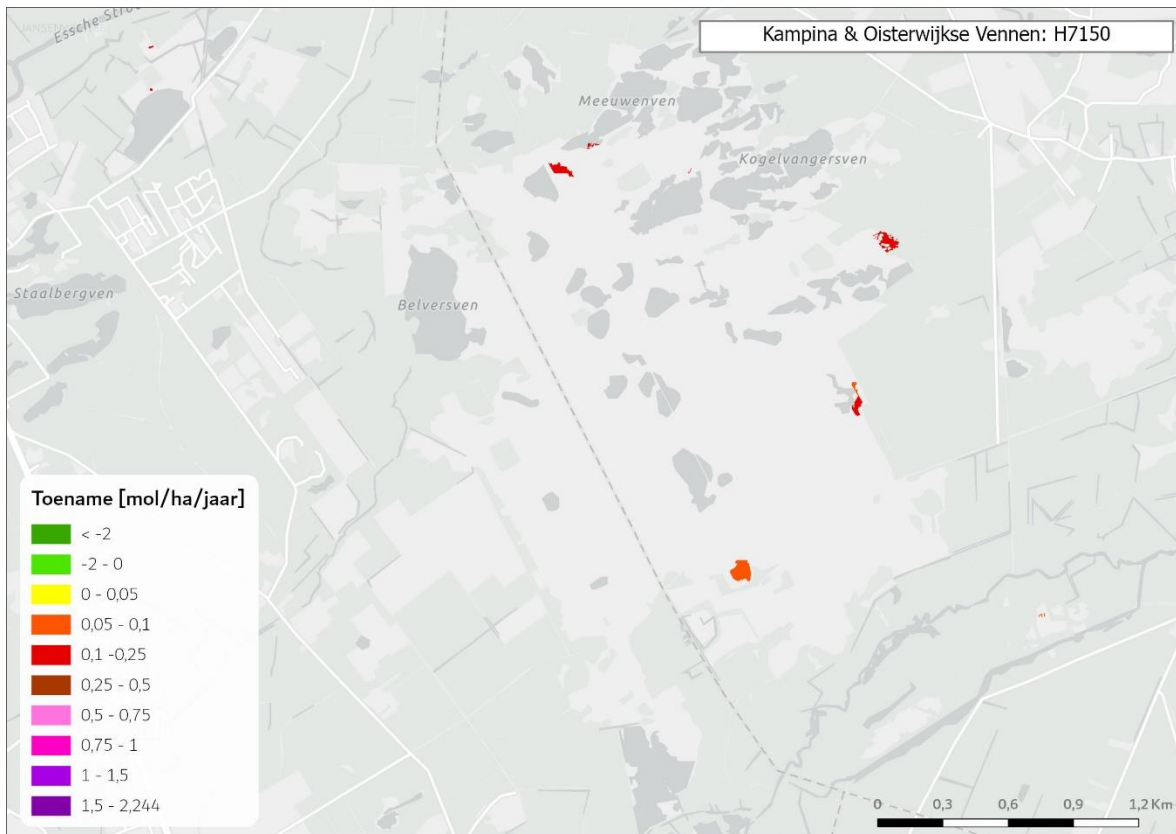 Kampina & Oisterwijkse Vennen: H7150
Meeuwenven
Kogelvangersven
Staalbergven
Belversven
Toename [mol/ha/jaar]
< -2
-2 - 0
0 - 0,05
0,05 - 0,1
0,1 -0,25
0,25 - 0,5
0,5 - 0,75
0,75 - 1
1 - 1,5
1,5 - 2,244
0 0,3 0,6 0,9 1,2 Km